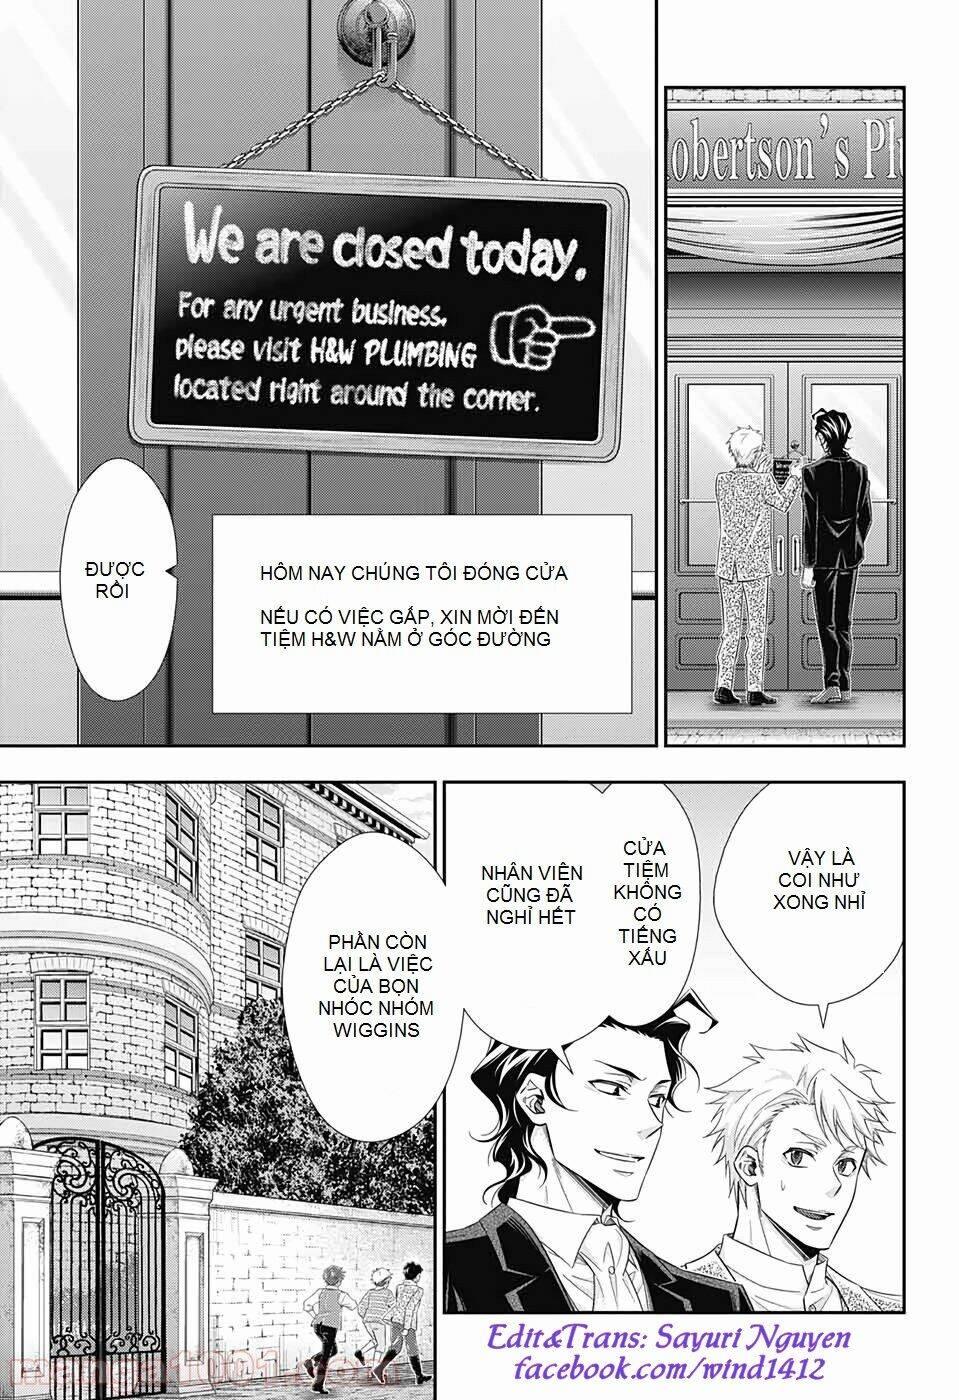 obertson's Plu
We are closed today.
For any urgent business,
please visit H&W PLUMBING
located right around the corner.
ĐƯỢC
RỒI
HÔM NAY CHÚNG TÔI ĐÓNG CỬA
NẾU CÓ VIỆC GẤP, XIN MỜI ĐẾN
TIỆM H&W NẰM Ở GÓC ĐƯỜNG
VẬY LÀ
COI NHƯ
XONG NHỈ
CỬA
TIỆM
KHÔNG
CÓ
TIẾNG
XẤU
NHÂN VIÊN
CŨNG ĐÃ
NGHỈ HẾT
PHẦN CÒN
LẠI LÀ VIỆC
CỦA BỌN
NHÓC NHÓM
WIGGINS
Edit&Trans: Sayuri Nguyen
facebook.com/wind1412
manga1001.com